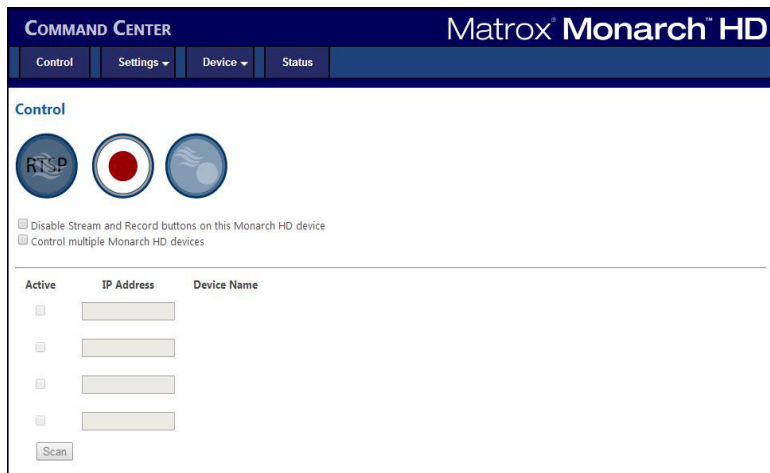 COMMAND CENTER
Matrox® Monarch™ HD
Control Settings Device Status
Control
RTSP
Disable Stream and Record buttons on this Monarch HD device
Control multiple Monarch HD devices
Active IP Address Device Name
Scan